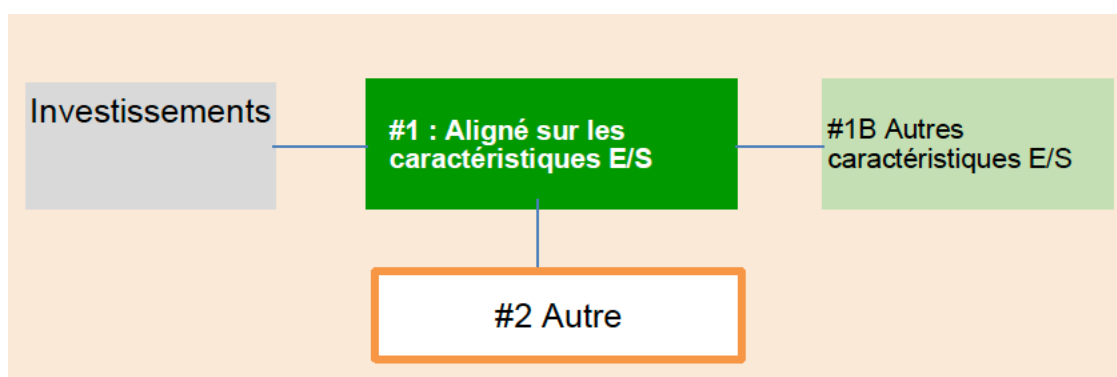 Investissements
#1 : Aligné sur les
caractéristiques E/S
#1B Autres
caractéristiques E/S
#2 Autre